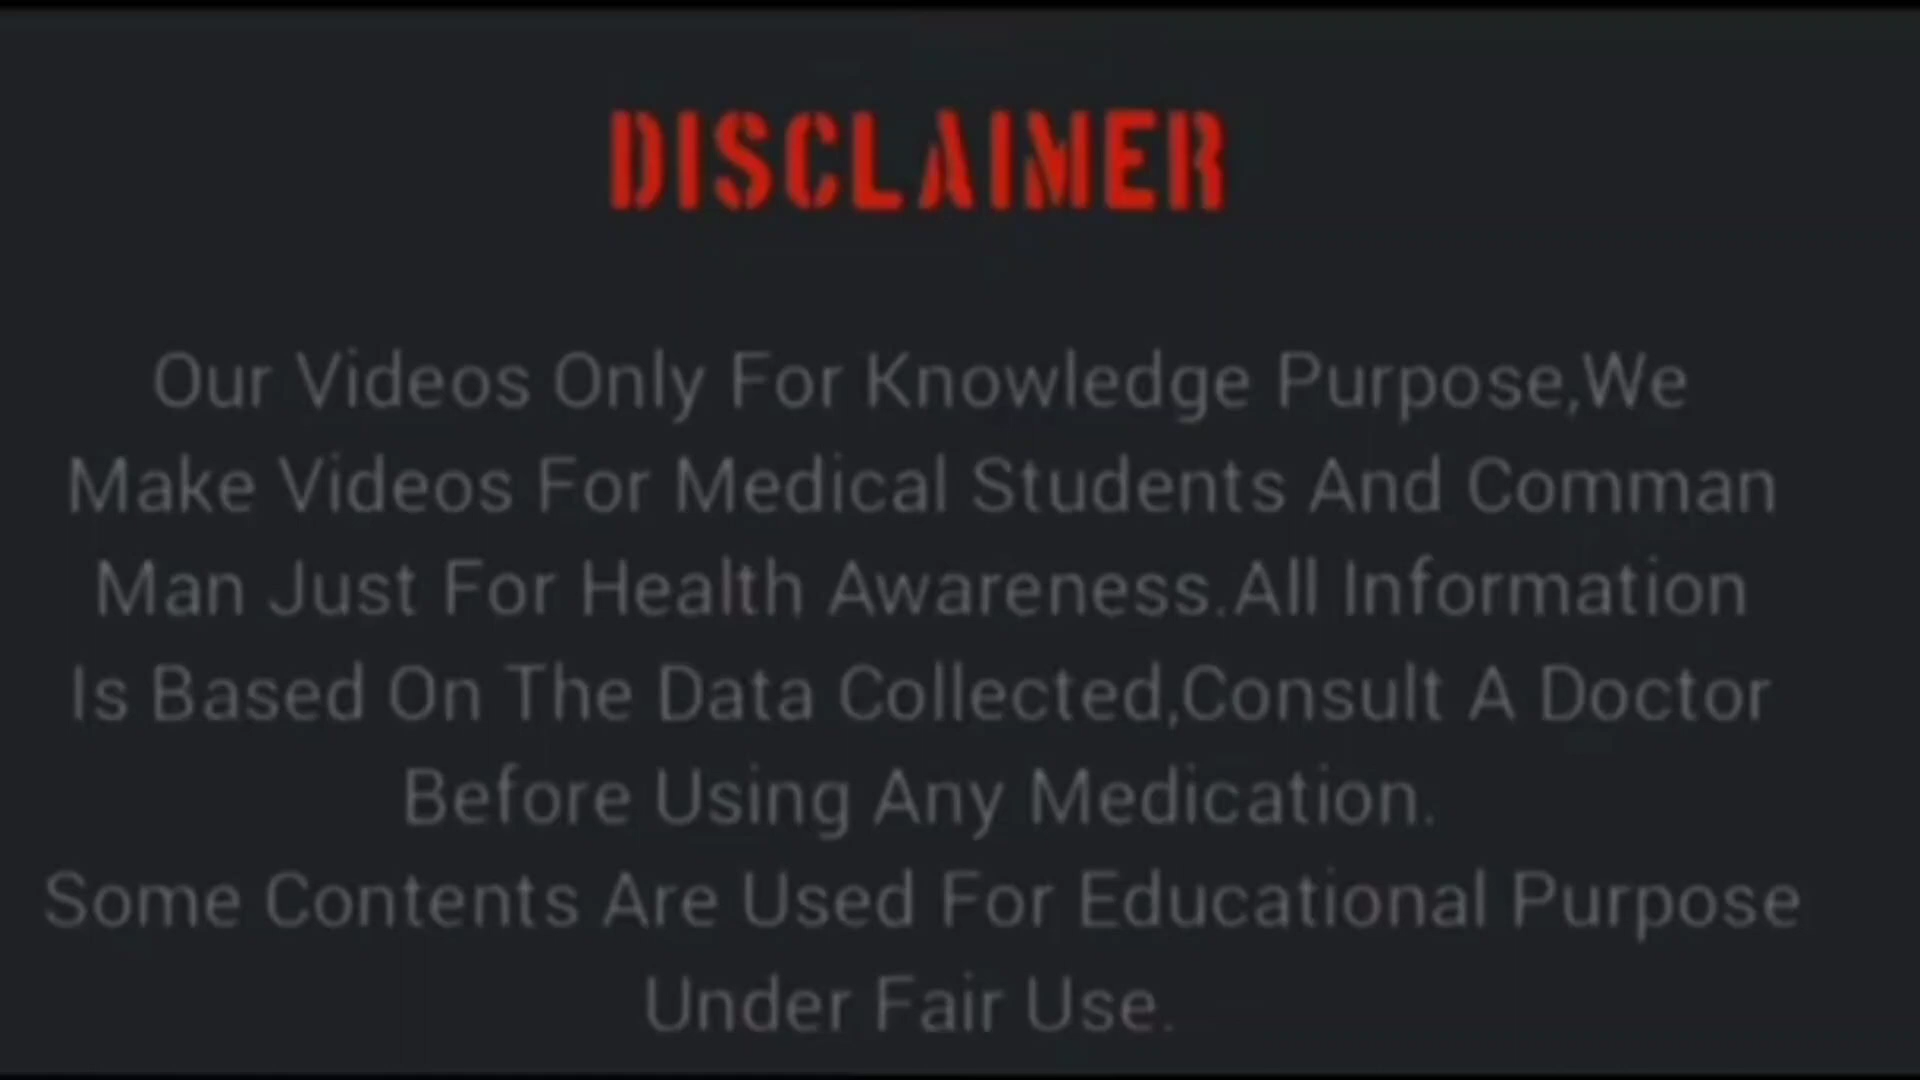 DISCLAIMER
Our Videos Only For Knowledge Purpose,We
Make Videos For Medical Students And Comman
Man Just For Health Awareness.All Information
Is Based On The Data Collected,Consult A Doctor
Before Using Any Medication.
Some Contents Are Used For Educational Purpose
Under Fair Use.